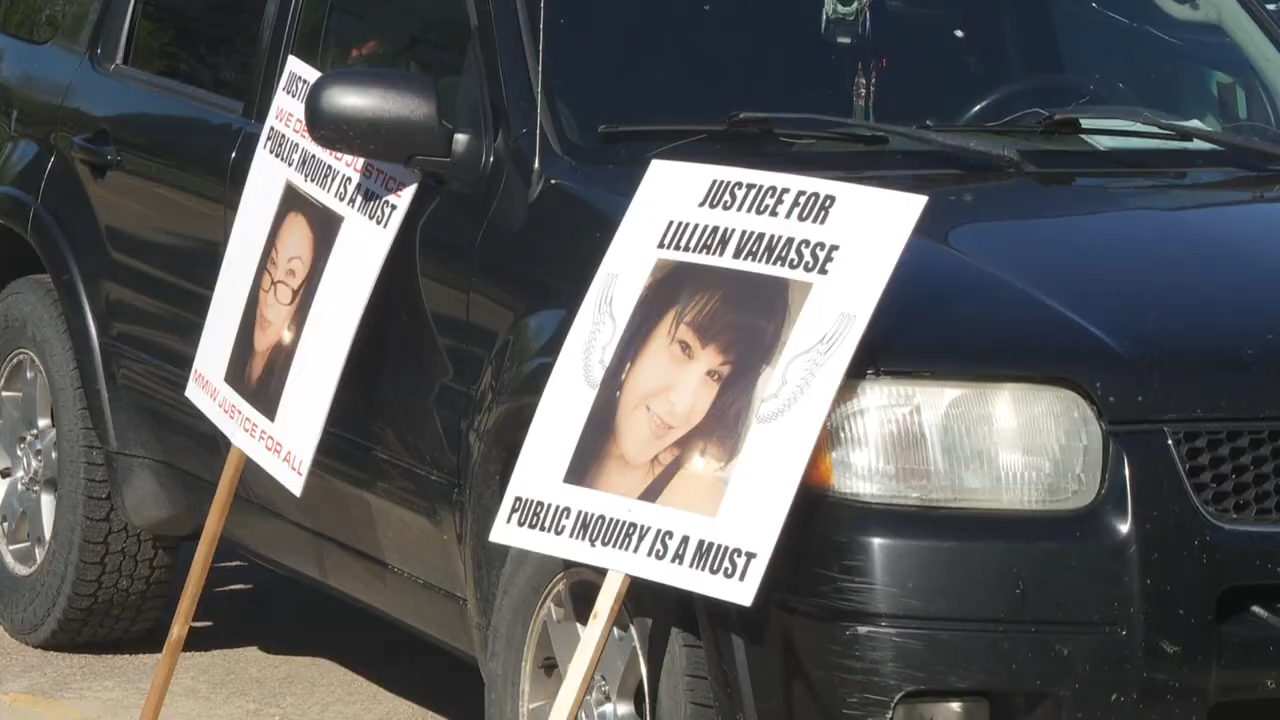 WE DEMAND JUSTICE
PUBLIC INQUIRY IS A MUST
MMIW JUSTICE FOR ALL
JUSTICE FOR
LILLIAN VANASSE
PUBLIC INQUIRY IS A MUST